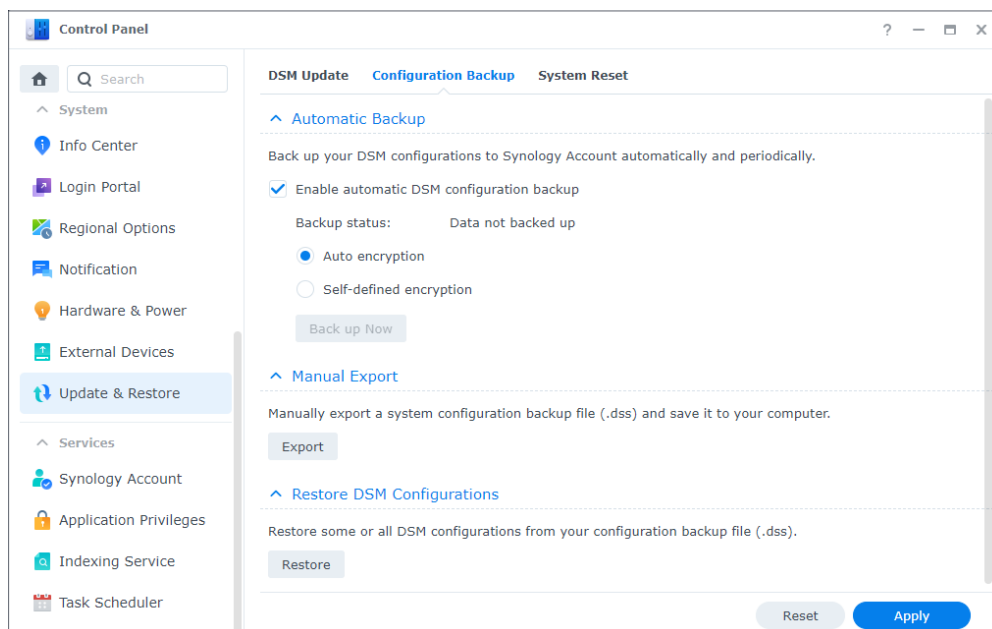 Control Panel
?
Search
System
Info Center
Login Portal
Regional Options
Notification
Hardware & Power
External Devices
Update & Restore
Services
Synology Account
Application Privileges
Indexing Service
Task Scheduler
DSM Update Configuration Backup System Reset
Automatic Backup
Back up your DSM configurations to Synology Account automatically and periodically.
Enable automatic DSM configuration backup
Backup status: Data not backed up
Auto encryption
Self-defined encryption
Back up Now
Manual Export
Manually export a system configuration backup file (.dss) and save it to your computer.
Export
Restore DSM Configurations
Restore some or all DSM configurations from your configuration backup file (.dss).
Restore
Reset Apply